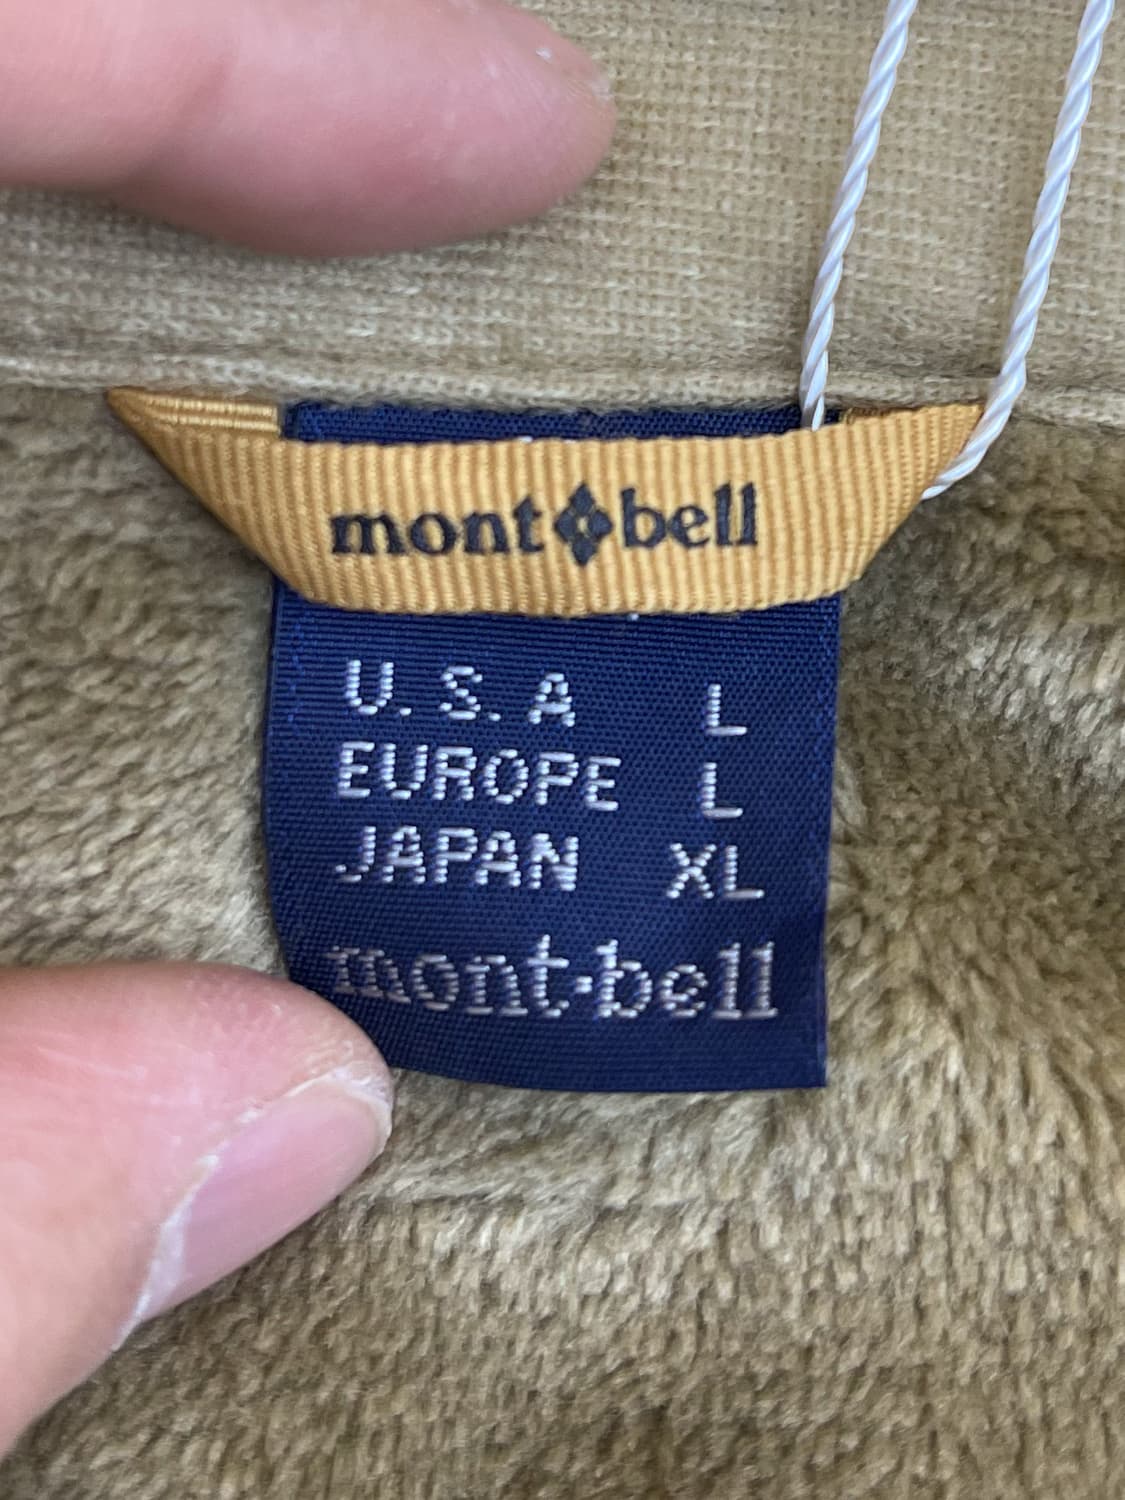 mont bell
U.S.A L
EUROPE L
JAPAN XL
mont·bell